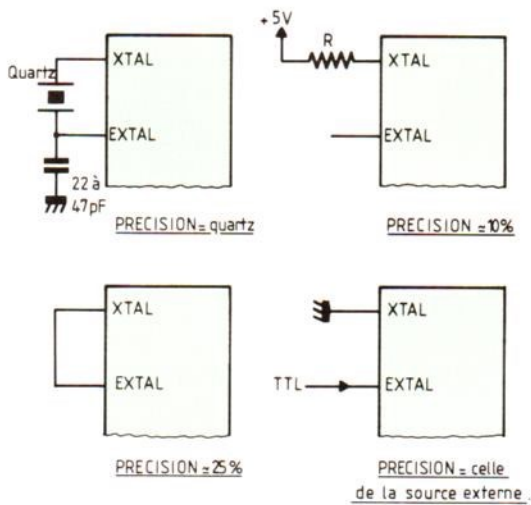 Quartz
XTAL
EXTAL
22 à
47pF
PRECISION ≃ quartz
+5V
R
XTAL
EXTAL
PRECISION ≃ 10%
XTAL
EXTAL
PRECISION ≃ 25%
XTAL
TTL
EXTAL
PRECISION ≃ celle
de la source externe.